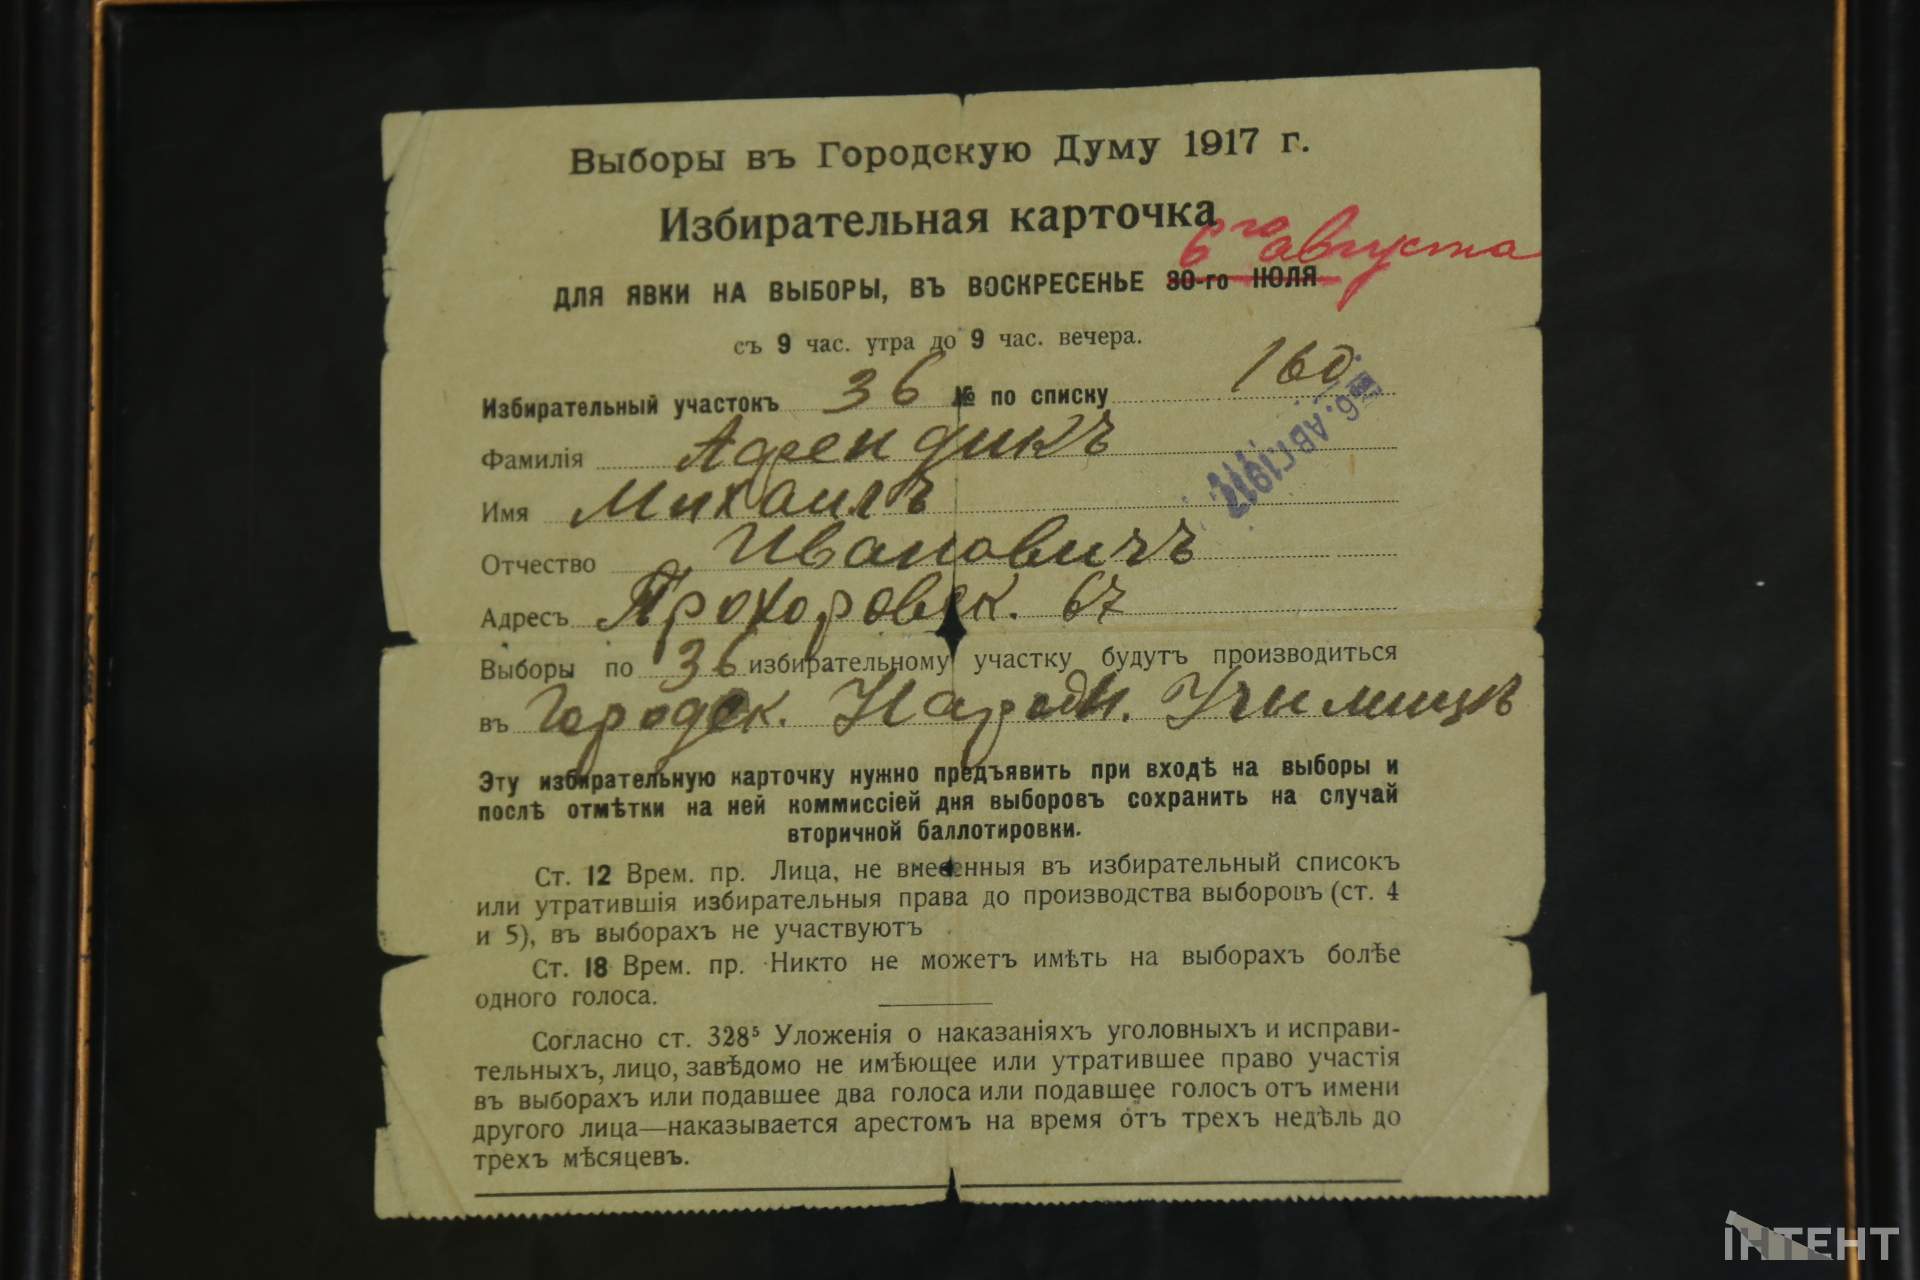 Выборы въ Городскую Думу 1917 г.
Избирательная карточка
6го августа
ДЛЯ ЯВКИ НА ВЫБОРЫ, ВЪ ВОСКРЕСЕНЬЕ 30-го ІЮЛЯ
съ 9 час. утра до 9 час. вечера.
Избирательный участокъ 36 № по списку 160
6. АВГ. 1917
Фамилія
Имя Михаилъ
Отчество Ивановичъ
Адресъ Прохоровск. 67
Выборы по 36 избирательному участку будутъ производиться
въ Городск. Народн. Училищѣ
Эту избирательную карточку нужно предъявить при входѣ на выборы и
послѣ отмѣтки на ней коммиссіей дня выборовъ сохранить на случай
вторичной баллотировки.
Ст. 12 Врем. пр. Лица, не внесенныя въ избирательный списокъ
или утратившія избирательныя права до производства выборовъ (ст. 4
и 5), въ выборахъ не участвуютъ
Ст. 18 Врем. пр. Никто не можетъ имѣть на выборахъ болѣе
одного голоса.
Согласно ст. 328⁵ Уложенія о наказаніяхъ уголовныхъ и исправи-
тельныхъ, лицо, завѣдомо не имѣющее или утратившее право участія
въ выборахъ или подавшее два голоса или подавшее голосъ отъ имени
другого лица—наказывается арестомъ на время отъ трехъ недѣль до
трехъ мѣсяцевъ.
ІНТЕНТ